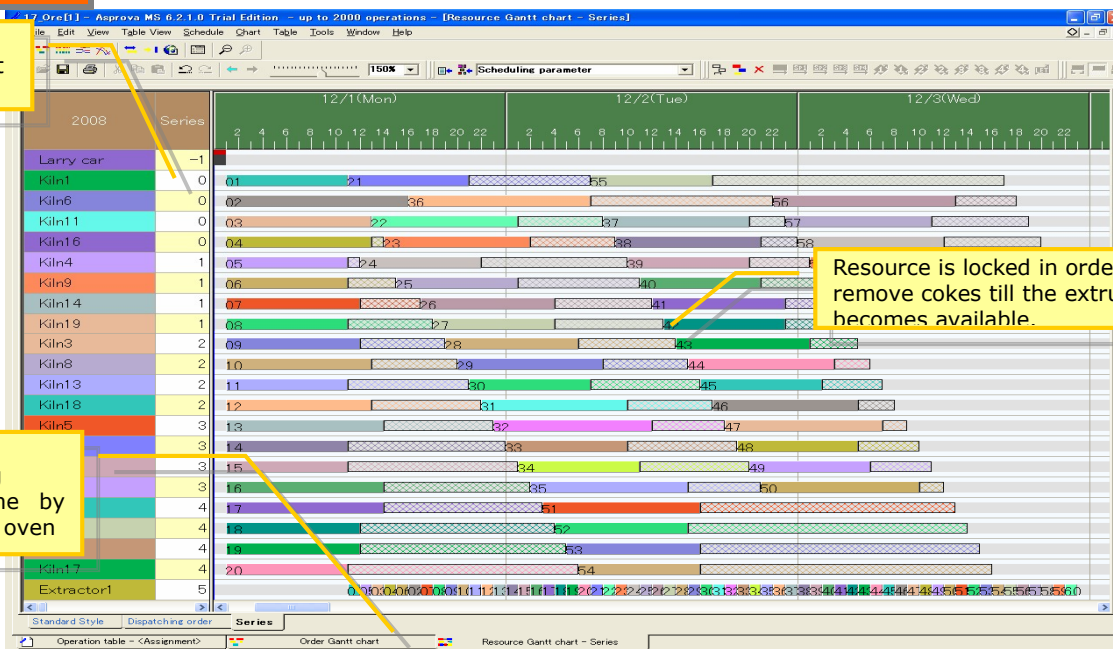 17_Ore[1] - Asprova MS 6.2.1.0 Trial Edition - up to 2000 operations - [Resource Gantt chart - Series]
File Edit View Table View Schedule Chart Table Tools Window Help
150% Scheduling parameter
2008 Series
12/1(Mon) 12/2(Tue) 12/3(Wed)
2 4 6 8 10 12 14 16 18 20 22 2 4 6 8 10 12 14 16 18 20 22 2 4 6 8 10 12 14 16 18 20 22
Larry car -1
Kiln1 0 01 21 55
Kiln6 0 02 36 56
Kiln11 0 03 22 37 57
Kiln16 0 04 23 38 58
Kiln4 1 05 24 39
Kiln9 1 06 25 40
Kiln14 1 07 26 41
Kiln19 1 08 27
Kiln3 2 09 28 43
Kiln8 2 10 29 44
Kiln13 2 11 30 45
Kiln18 2 12 31 46
Kiln5 3 13 32 47
3 14 33 48
3 15 34 49
3 16 35 50
4 17 51
4 18 52
4 19 53
Kiln17 4 20 54
Extractor1 5
Resource is locked in orde
remove cokes till the extru
becomes available.
me by
oven
Standard Style Dispatching order Series
Operation table - <Assignment> Order Gantt chart Resource Gantt chart - Series